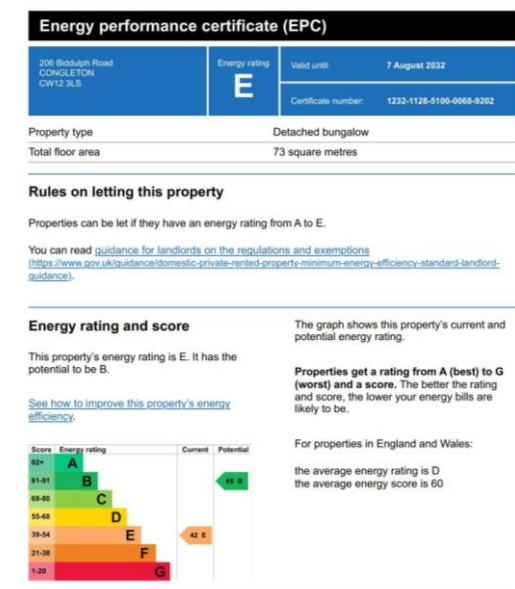 Energy performance certificate (EPC)
206 Biddulph Road
CONGLETON
CW12 3LS
Energy rating
E
Valid until:
7 August 2032
Certificate number:
1232-1128-5100-0068-9202
Property type
Detached bungalow
Total floor area
73 square metres
Rules on letting this property
Properties can be let if they have an energy rating from A to E.
You can read guidance for landlords on the regulations and exemptions
(https://www.gov.uk/guidance/domestic-private-rented-property-minimum-energy-efficiency-standard-landlord-
guidance).
Energy rating and score
This property's energy rating is E. It has the
potential to be B.
See how to improve this property's energy
efficiency.
Score Energy rating Current Potential
92+ A
81-91 B 85 B
69-80 C
55-68 D
39-54 E 42 E
21-38 F
1-20 G
The graph shows this property's current and
potential energy rating.
Properties get a rating from A (best) to G
(worst) and a score. The better the rating
and score, the lower your energy bills are
likely to be.
For properties in England and Wales:
the average energy rating is D
the average energy score is 60